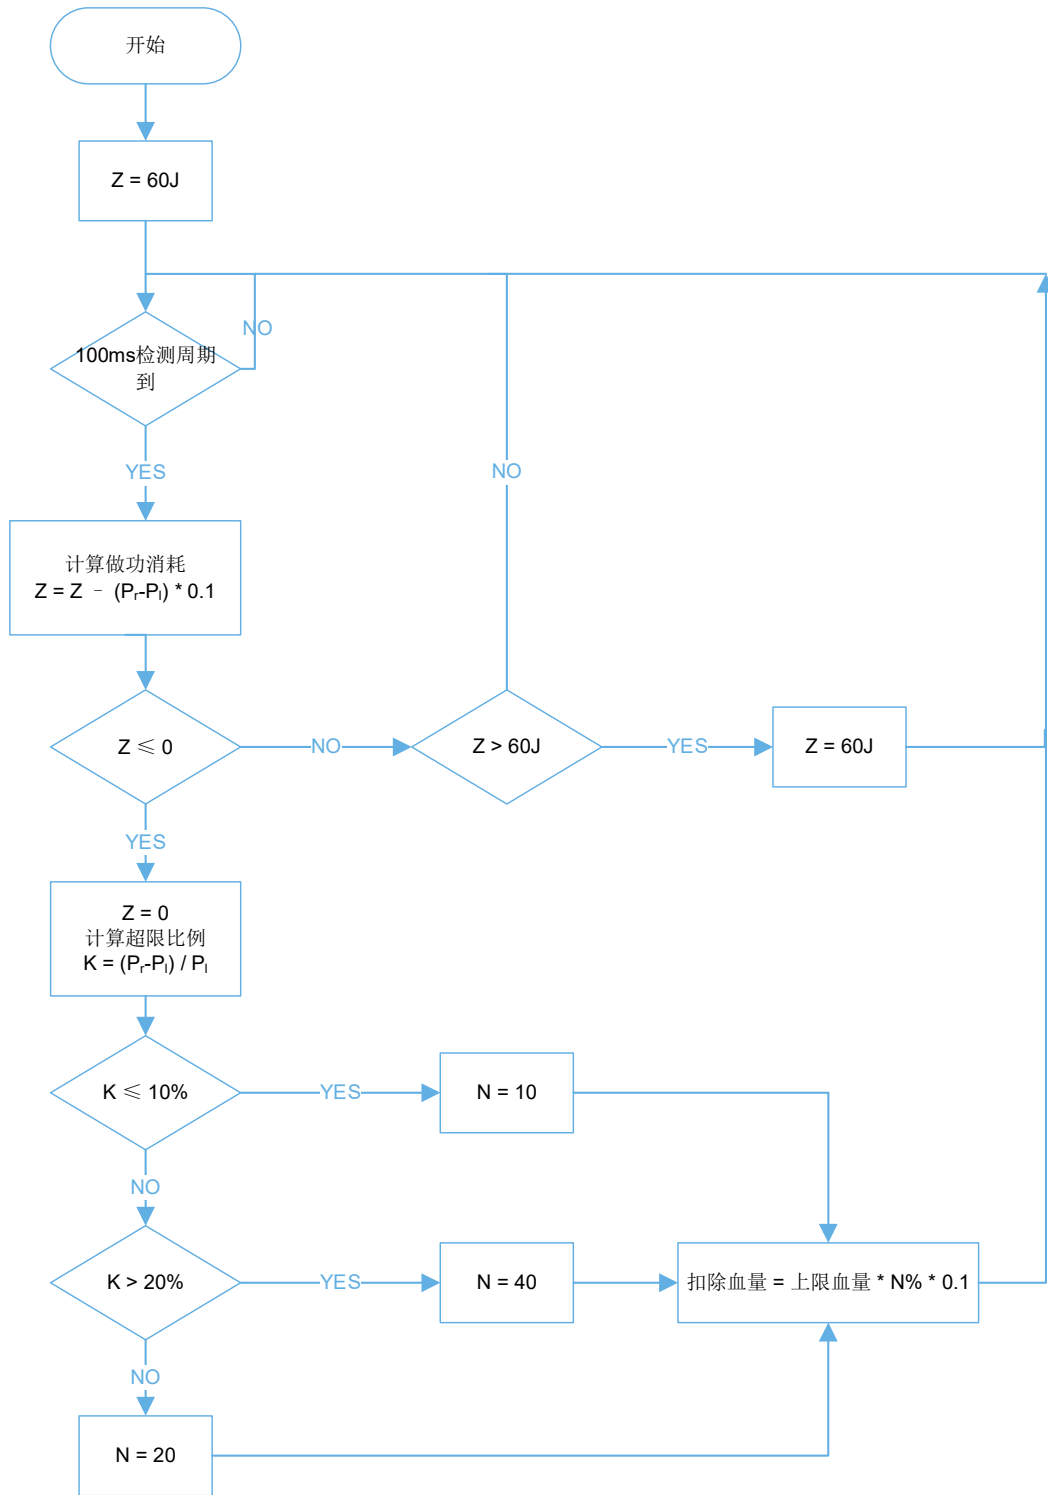 开始
Z = 60J
NO
100ms检测周期
到
YES
NO
计算做功消耗
Z = Z － (Pr-Pl) * 0.1
Z ≤ 0
NO
Z > 60J
YES
Z = 60J
YES
Z = 0
计算超限比例
K = (Pr-Pl) / Pl
K ≤ 10%
YES
N = 10
NO
K > 20%
YES
N = 40
扣除血量 = 上限血量 * N% * 0.1
NO
N = 20